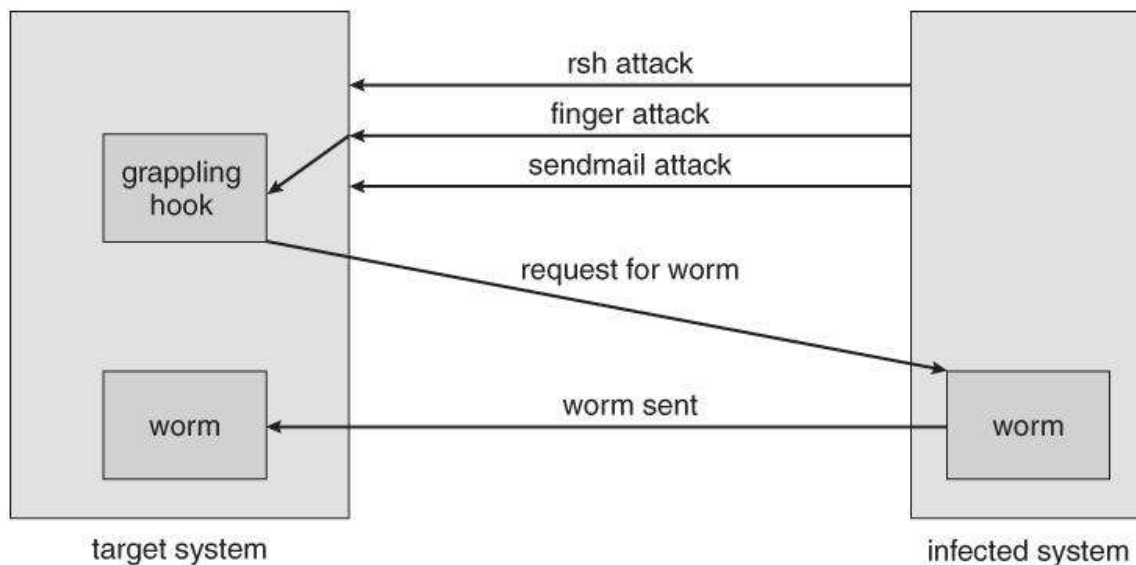 rsh attack
finger attack
sendmail attack
grappling
hook
request for worm
worm sent
worm
worm
target system
infected system